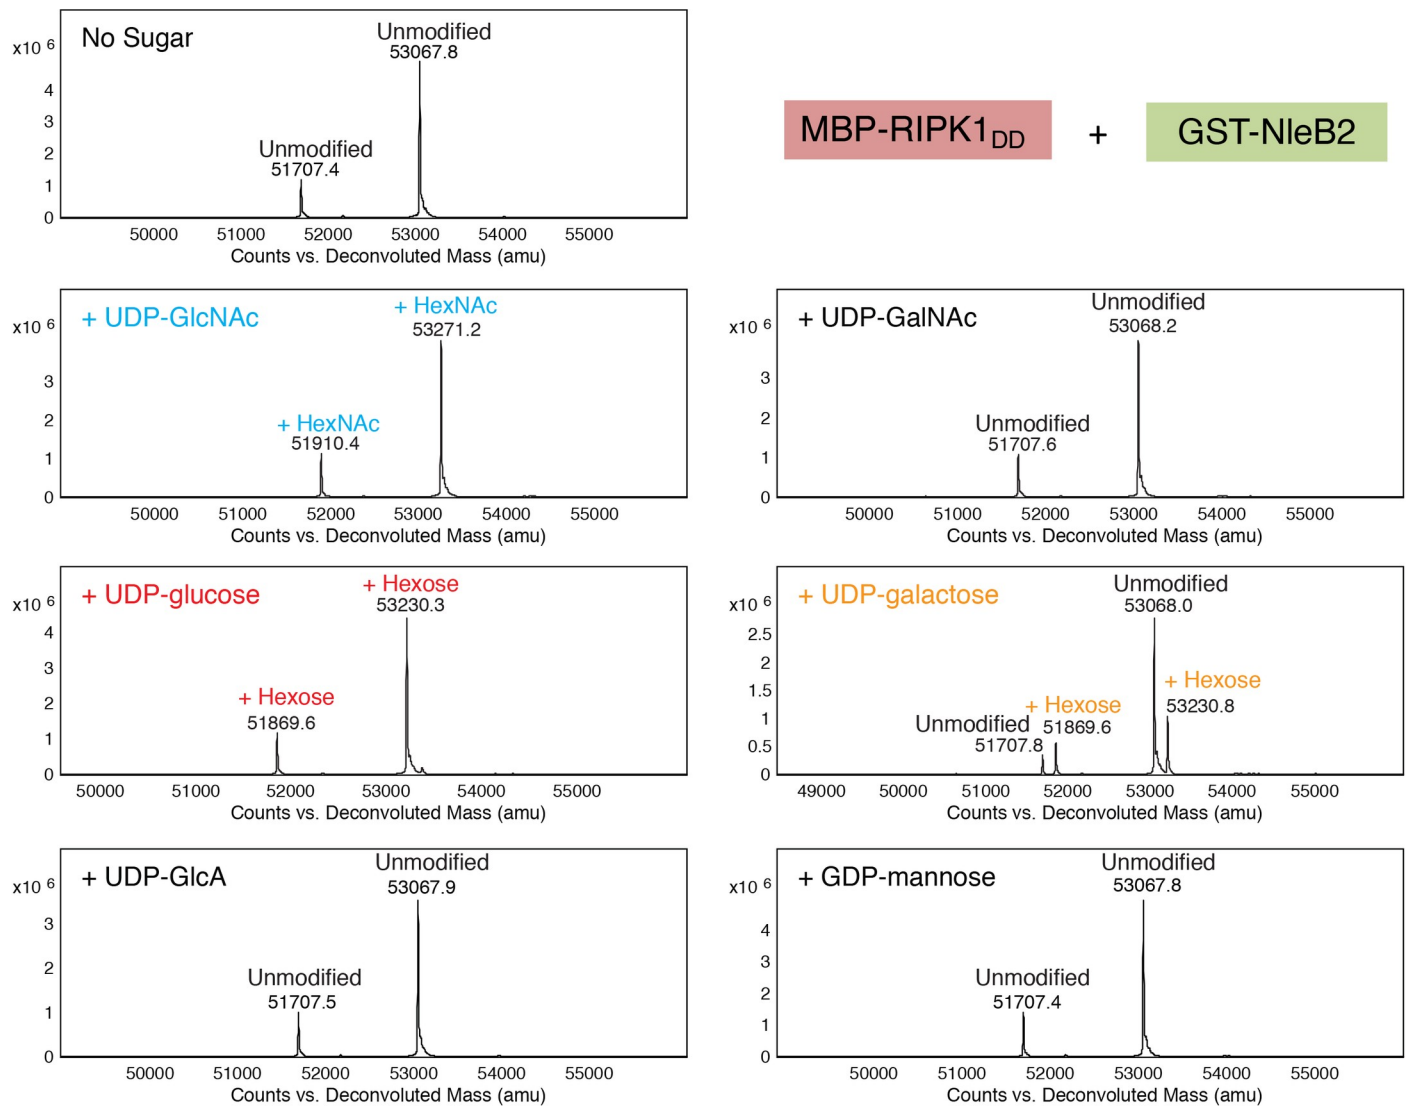 No Sugar
x10 6
4
3
2
1
0
Unmodified
53067.8
Unmodified
51707.4
50000 51000 52000 53000 54000 55000
Counts vs. Deconvoluted Mass (amu)
MBP-RIPK1DD + GST-NleB2
+ UDP-GlcNAc
x10 6
3
2
1
0
+ HexNAc
53271.2
+ HexNAc
51910.4
50000 51000 52000 53000 54000 55000
Counts vs. Deconvoluted Mass (amu)
+ UDP-GalNAc
x10 6
3
2
1
0
Unmodified
53068.2
Unmodified
51707.6
50000 51000 52000 53000 54000 55000
Counts vs. Deconvoluted Mass (amu)
+ UDP-glucose
x10 6
4
3
2
1
0
+ Hexose
53230.3
+ Hexose
51869.6
50000 51000 52000 53000 54000 55000
Counts vs. Deconvoluted Mass (amu)
+ UDP-galactose
x10 6
2.5
2
1.5
1
0.5
0
Unmodified
53068.0
+ Hexose
53230.8
+ Hexose
51869.6
Unmodified
51707.8
49000 50000 51000 52000 53000 54000 55000
Counts vs. Deconvoluted Mass (amu)
+ UDP-GlcA
x10 6
3
2
1
0
Unmodified
53067.9
Unmodified
51707.5
50000 51000 52000 53000 54000 55000
Counts vs. Deconvoluted Mass (amu)
+ GDP-mannose
x10 6
4
3
2
1
0
Unmodified
53067.8
Unmodified
51707.4
50000 51000 52000 53000 54000 55000
Counts vs. Deconvoluted Mass (amu)